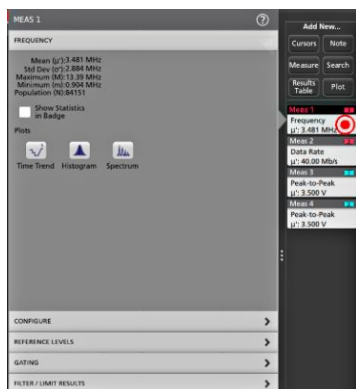 MEAS 1
?
FREQUENCY
Mean (µ'):3.481 MHz
Std Dev (σ'):2.884 MHz
Maximum (M'):13.39 MHz
Minimum (m'):0.904 MHz
Population (N'):84151
Show Statistics
in Badge
Plots
Time Trend
Histogram
Spectrum
CONFIGURE
REFERENCE LEVELS
GATING
FILTER / LIMIT RESULTS
Add New...
Cursors
Note
Measure
Search
Results
Table
Plot
Meas 1
Frequency
µ': 3.481 MHz
Meas 2
Data Rate
µ': 40.00 Mb/s
Meas 3
Peak-to-Peak
µ': 3.500 V
Meas 4
Peak-to-Peak
µ': 3.500 V